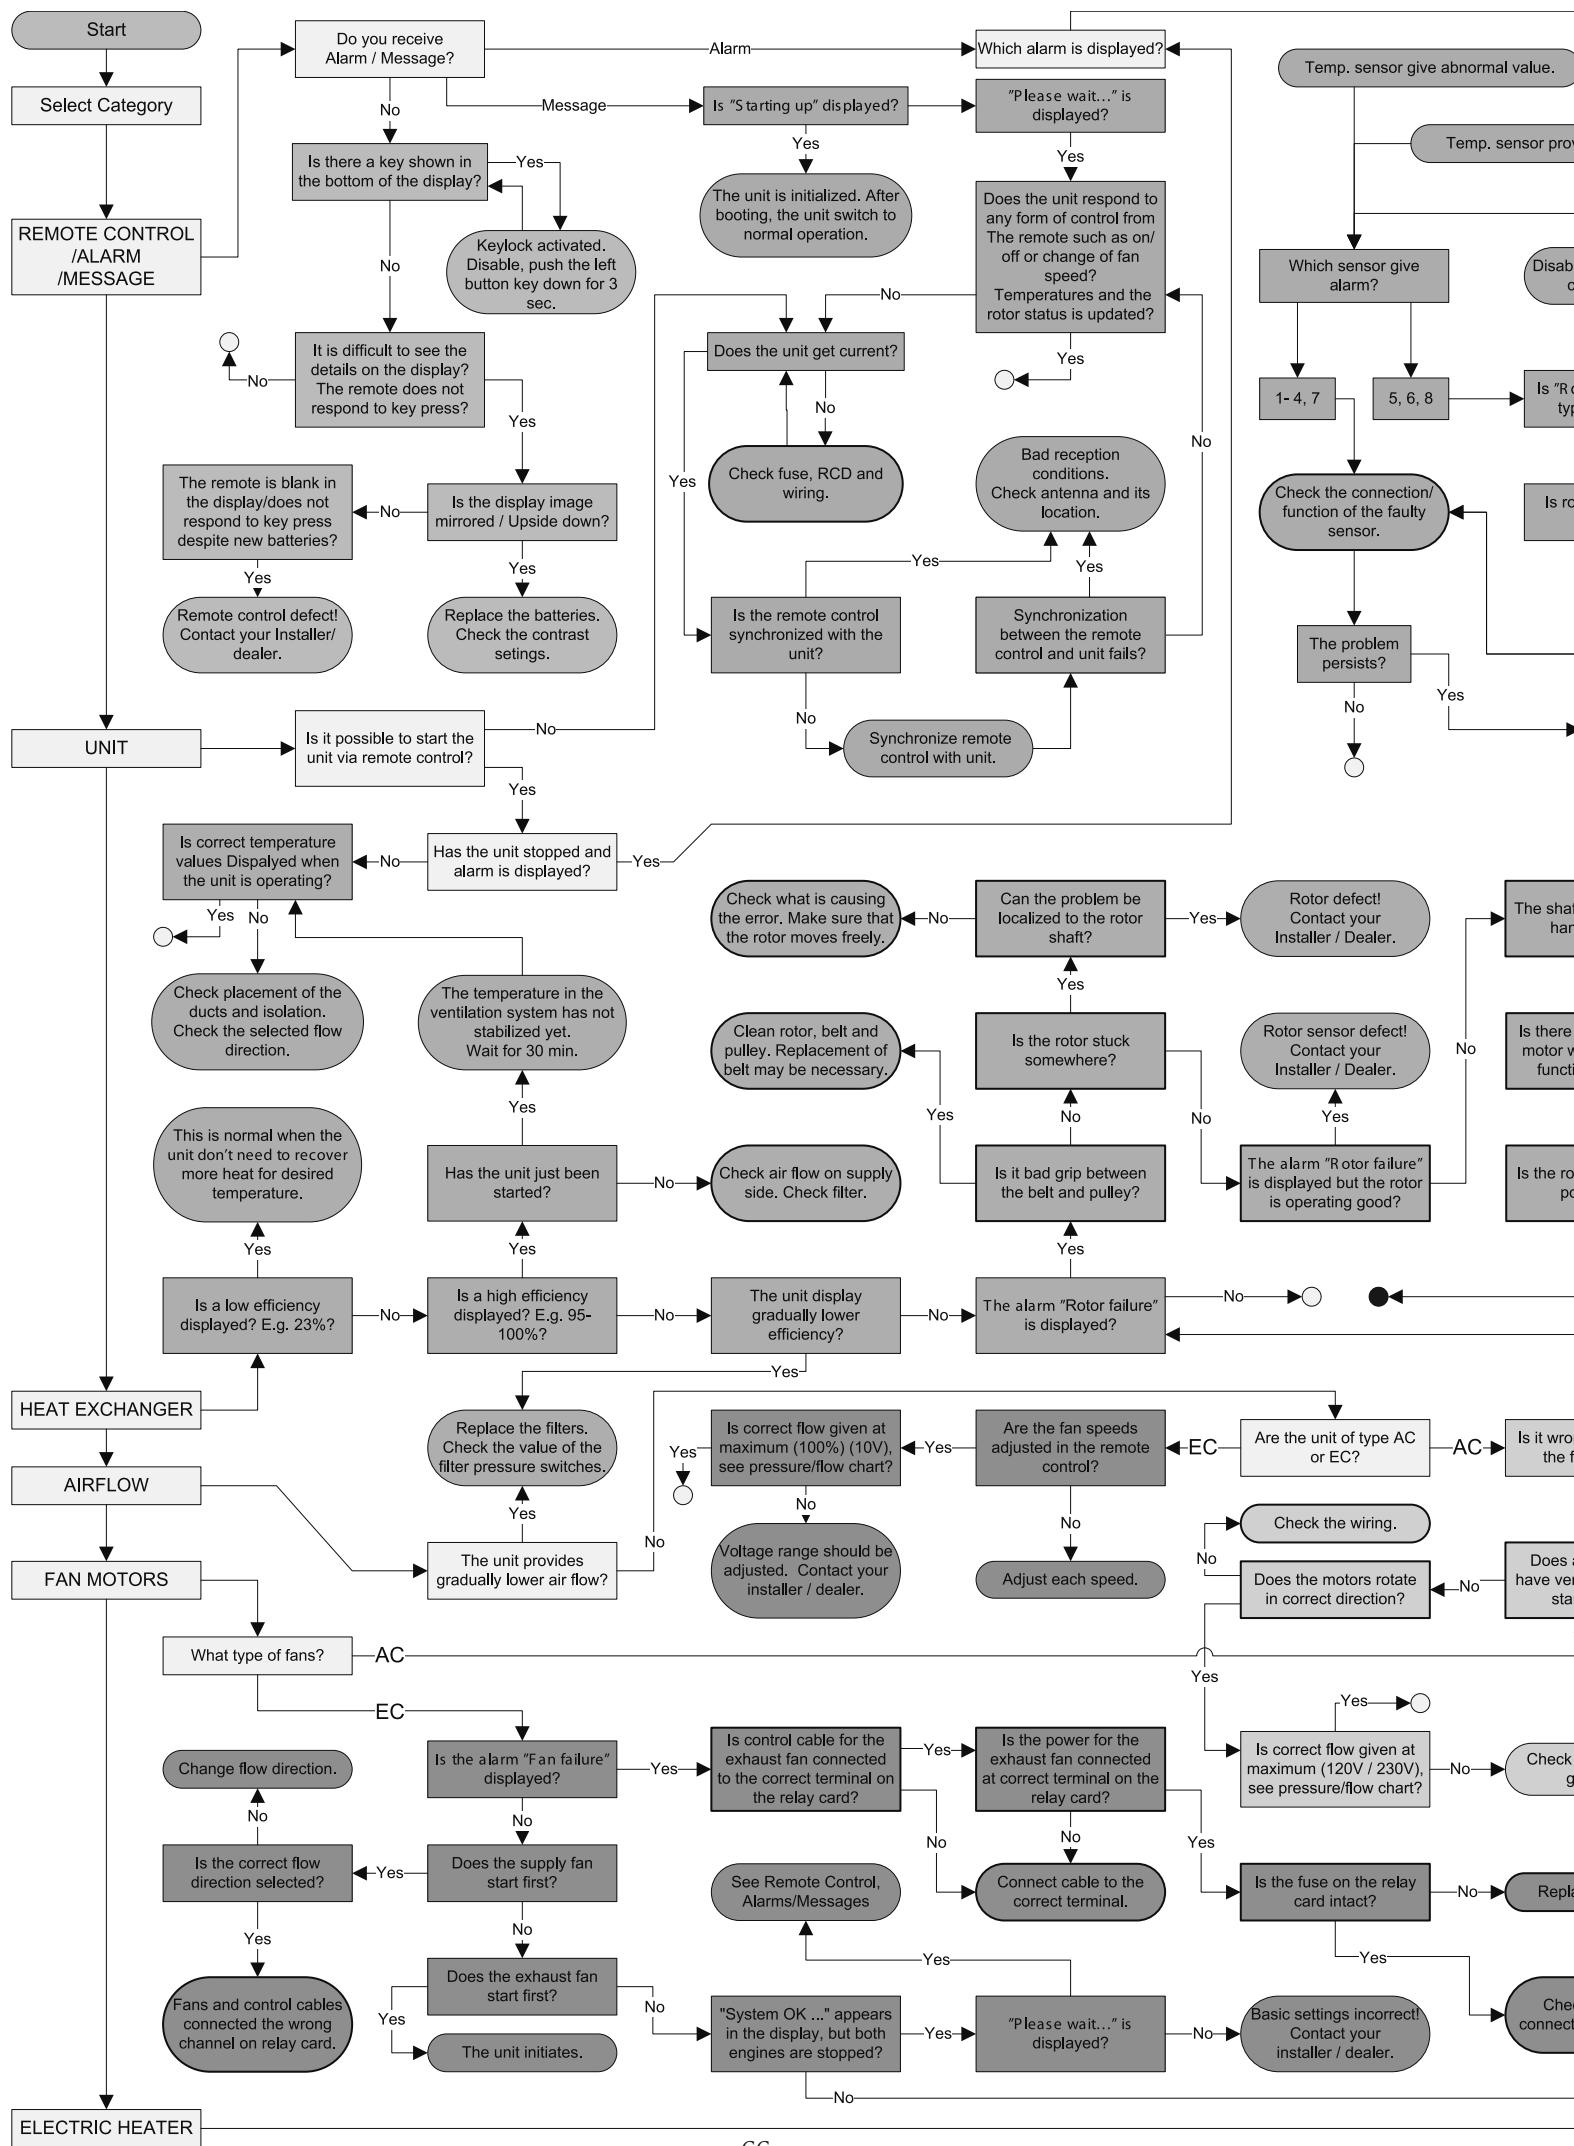 Start
Select Category
REMOTE CONTROL
/ALARM
/MESSAGE
UNIT
HEAT EXCHANGER
AIRFLOW
FAN MOTORS
ELECTRIC HEATER
Do you receive
Alarm / Message?
Alarm
Which alarm is displayed?
No
Message
Is "Starting up" displayed?
Yes
"Please wait..." is
displayed?
Yes
The unit is initialized. After
booting, the unit switch to
normal operation.
Is there a key shown in
the bottom of the display?
Yes
Keylock activated.
Disable, push the left
button key down for 3
sec.
No
It is difficult to see the
details on the display?
The remote does not
respond to key press?
No
Yes
Is the display image
mirrored / Upside down?
No
The remote is blank in
the display/does not
respond to key press
despite new batteries?
Yes
Remote control defect!
Contact your Installer/
dealer.
Yes
Replace the batteries.
Check the contrast
setings.
Does the unit respond to
any form of control from
The remote such as on/
off or change of fan
speed?
Temperatures and the
rotor status is updated?
No
Yes
Does the unit get current?
No
Check fuse, RCD and
wiring.
Yes
Is the remote control
synchronized with the
unit?
Yes
Bad reception
conditions.
Check antenna and its
location.
Yes
Synchronization
between the remote
control and unit fails?
No
No
Synchronize remote
control with unit.
Temp. sensor give abnormal value.
Temp. sensor prov
Which sensor give
alarm?
Disab
1- 4, 7
5, 6, 8
Is "Ro
typ
Check the connection/
function of the faulty
sensor.
Is ro
The problem
persists?
No
Yes
Is it possible to start the
unit via remote control?
No
Yes
Has the unit stopped and
alarm is displayed?
Yes
No
Is correct temperature
values Dispalyed when
the unit is operating?
Yes
No
Check placement of the
ducts and isolation.
Check the selected flow
direction.
The temperature in the
ventilation system has not
stabilized yet.
Wait for 30 min.
Yes
Has the unit just been
started?
No
Check air flow on supply
side. Check filter.
This is normal when the
unit don't need to recover
more heat for desired
temperature.
Yes
Is a low efficiency
displayed? E.g. 23%?
No
Yes
Is a high efficiency
displayed? E.g. 95-
100%?
No
The unit display
gradually lower
efficiency?
No
Yes
The alarm "Rotor failure"
is displayed?
No
Yes
Is it bad grip between
the belt and pulley?
Yes
Clean rotor, belt and
pulley. Replacement of
belt may be necessary.
No
Is the rotor stuck
somewhere?
Yes
No
Can the problem be
localized to the rotor
shaft?
No
Check what is causing
the error. Make sure that
the rotor moves freely.
Yes
Rotor defect!
Contact your
Installer / Dealer.
Rotor sensor defect!
Contact your
Installer / Dealer.
Yes
The alarm "Rotor failure"
is displayed but the rotor
is operating good?
No
The shaf
han
Is there
motor w
functi
Is the ro
po
Replace the filters.
Check the value of the
filter pressure switches.
Yes
The unit provides
gradually lower air flow?
No
Are the unit of type AC
or EC?
EC
AC
Is it wro
the f
Are the fan speeds
adjusted in the remote
control?
Yes
No
Adjust each speed.
Is correct flow given at
maximum (100%) (10V),
see pressure/flow chart?
Yes
No
Voltage range should be
adjusted. Contact your
installer / dealer.
Check the wiring.
No
Does the motors rotate
in correct direction?
No
Does a
have ver
sta
Yes
Is correct flow given at
maximum (120V / 230V),
see pressure/flow chart?
Yes
No
Check
g
What type of fans?
AC
EC
Is the alarm "Fan failure"
displayed?
Yes
No
Is control cable for the
exhaust fan connected
to the correct terminal on
the relay card?
Yes
No
Is the power for the
exhaust fan connected
at correct terminal on the
relay card?
No
Yes
Connect cable to the
correct terminal.
Is the fuse on the relay
card intact?
No
Repla
Yes
Chec
connect
Does the supply fan
start first?
Yes
Is the correct flow
direction selected?
No
Change flow direction.
Yes
Fans and control cables
connected the wrong
channel on relay card.
No
Does the exhaust fan
start first?
Yes
The unit initiates.
No
"System OK ..." appears
in the display, but both
engines are stopped?
Yes
No
"Please wait..." is
displayed?
Yes
See Remote Control,
Alarms/Messages
No
Basic settings incorrect!
Contact your
installer / dealer.